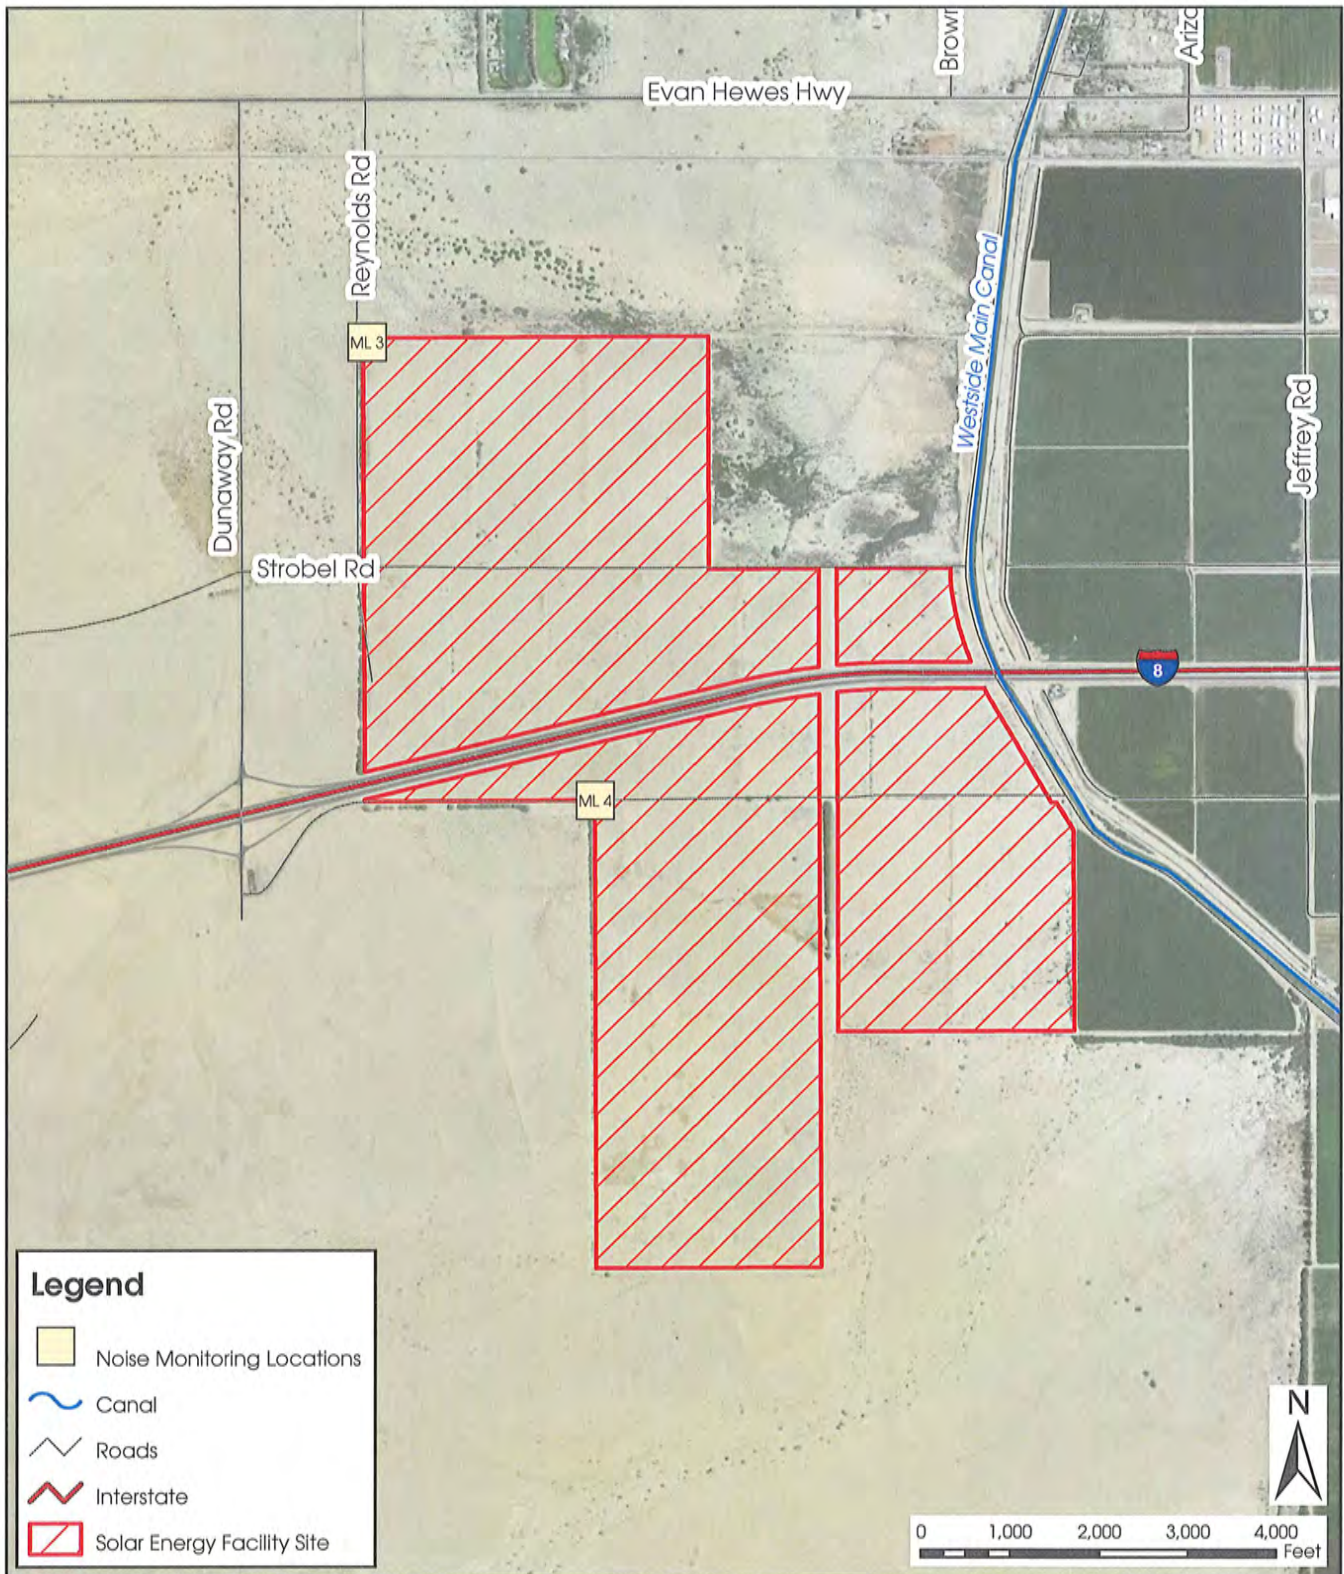 Brown
Arizo
Evan Hewes Hwy
Reynolds Rd
Westside Main Canal
ML 3
Jeffrey Rd
Dunaway Rd
Strobel Rd
8
ML 4
Legend
Noise Monitoring Locations
Canal
Roads
Interstate
Solar Energy Facility Site
N
0 1,000 2,000 3,000 4,000
Feet